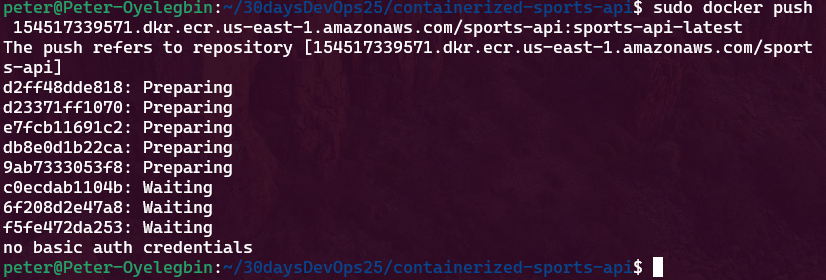 peter@Peter-Oyelegbin:~/30daysDevOps25/containerized-sports-api$ sudo docker push
154517339571.dkr.ecr.us-east-1.amazonaws.com/sports-api:sports-api-latest
The push refers to repository [154517339571.dkr.ecr.us-east-1.amazonaws.com/sport
s-api]
d2ff48dde818: Preparing
d23371ff1070: Preparing
e7fcb11691c2: Preparing
db8e0d1b22ca: Preparing
9ab7333053f8: Preparing
c0ecdab1104b: Waiting
6f208d2e47a8: Waiting
f5fe472da253: Waiting
no basic auth credentials
peter@Peter-Oyelegbin:~/30daysDevOps25/containerized-sports-api$